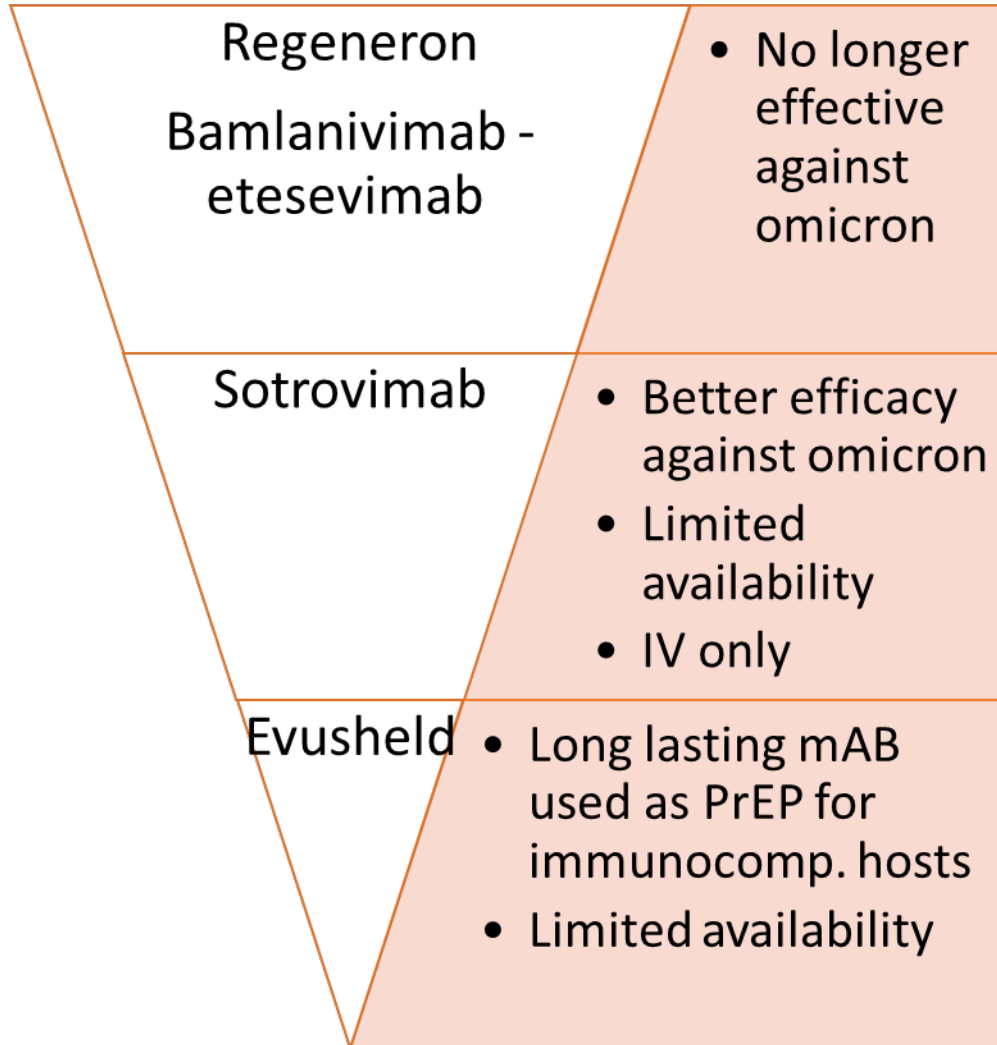 Regeneron
Bamlanivimab -
etesevimab
• No longer
effective
against
omicron
Sotrovimab
• Better efficacy
against omicron
• Limited
availability
• IV only
Evusheld
• Long lasting mAB
used as PrEP for
immunocomp. hosts
• Limited availability